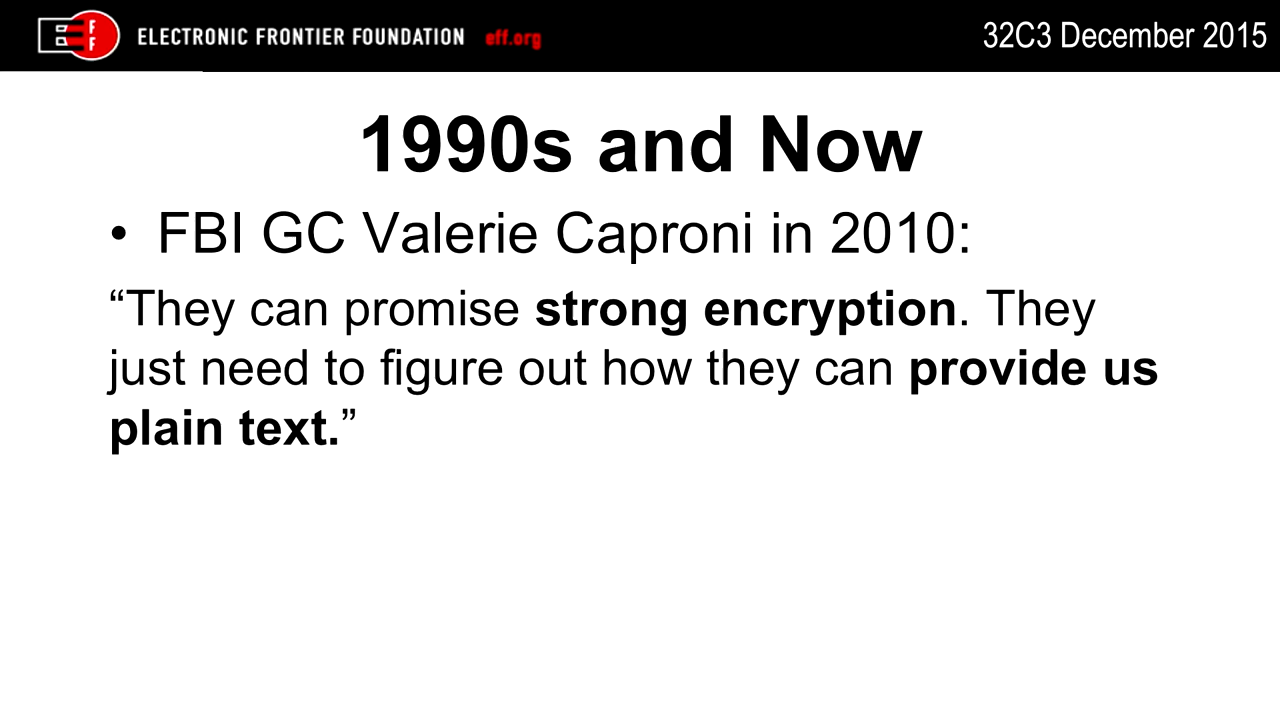 E
F
F
ELECTRONIC FRONTIER FOUNDATION eff.org
32C3 December 2015
1990s and Now
• FBI GC Valerie Caproni in 2010:
“They can promise strong encryption. They
just need to figure out how they can provide us
plain text.”